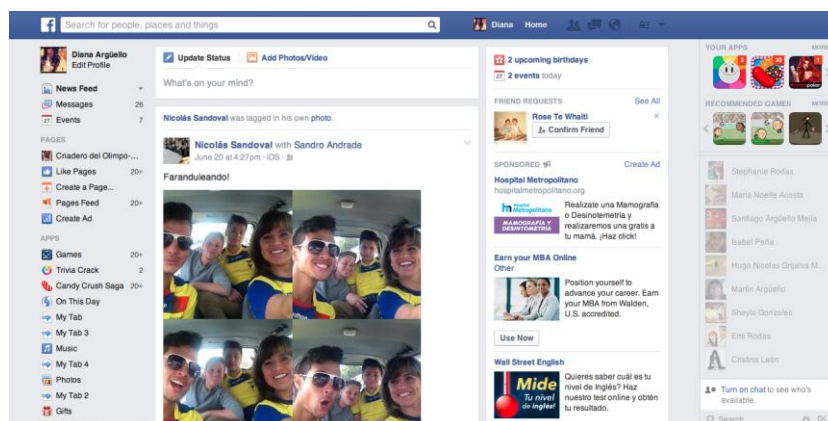 Search for people, places and things
Diana Home
Diana Argüello
Edit Profile
News Feed
Messages 26
Events 7
PAGES
Criadero del Olimpo-...
Like Pages 20+
Create a Page...
Pages Feed 20+
Create Ad
APPS
Games 20+
Trivia Crack 2
Candy Crush Saga 20+
On This Day
My Tab
My Tab 3
Music
My Tab 4
Photos
My Tab 2
Gifts
Update Status Add Photos/Video
What's on your mind?
Nicolás Sandoval was tagged in his own photo.
Nicolás Sandoval with Sandro Andrade
June 20 at 4:27pm · iOS ·
Faranduleando!
2 upcoming birthdays
2 events today
FRIEND REQUESTS See All
Rose Te Whaiti
Confirm Friend
SPONSORED Create Ad
Hospital Metropolitano
hospitalmetropolitano.org
Hospital
Metropolitano
MAMOGRAFÍA Y
DESINTOMETRÍA
Realizate una Mamografia
o Desinotemetria y
realizaremos una gratis a
tu mamá. ¡Haz click!
Earn your MBA Online
Other
Position yourself to
advance your career. Earn
your MBA from Walden,
U.S. accredited.
Use Now
Wall Street English
Mide
Tu nivel
de inglés!
Quieres saber cuál es tu
nivel de Inglés? Haz
nuestro test online y obtén
tu resultado.
YOUR APPS MORE
RECOMMENDED GAMES MORE
Stephanie Rodas
Maria Noelle Acosta
Santiago Argüello Mejía
Isabel Peña
Hugo Nicolas Grijalva M...
Martin Argüello
Sheyla Gonzales
Emi Rodas
Cristina León
Turn on chat to see who's
available.
Search